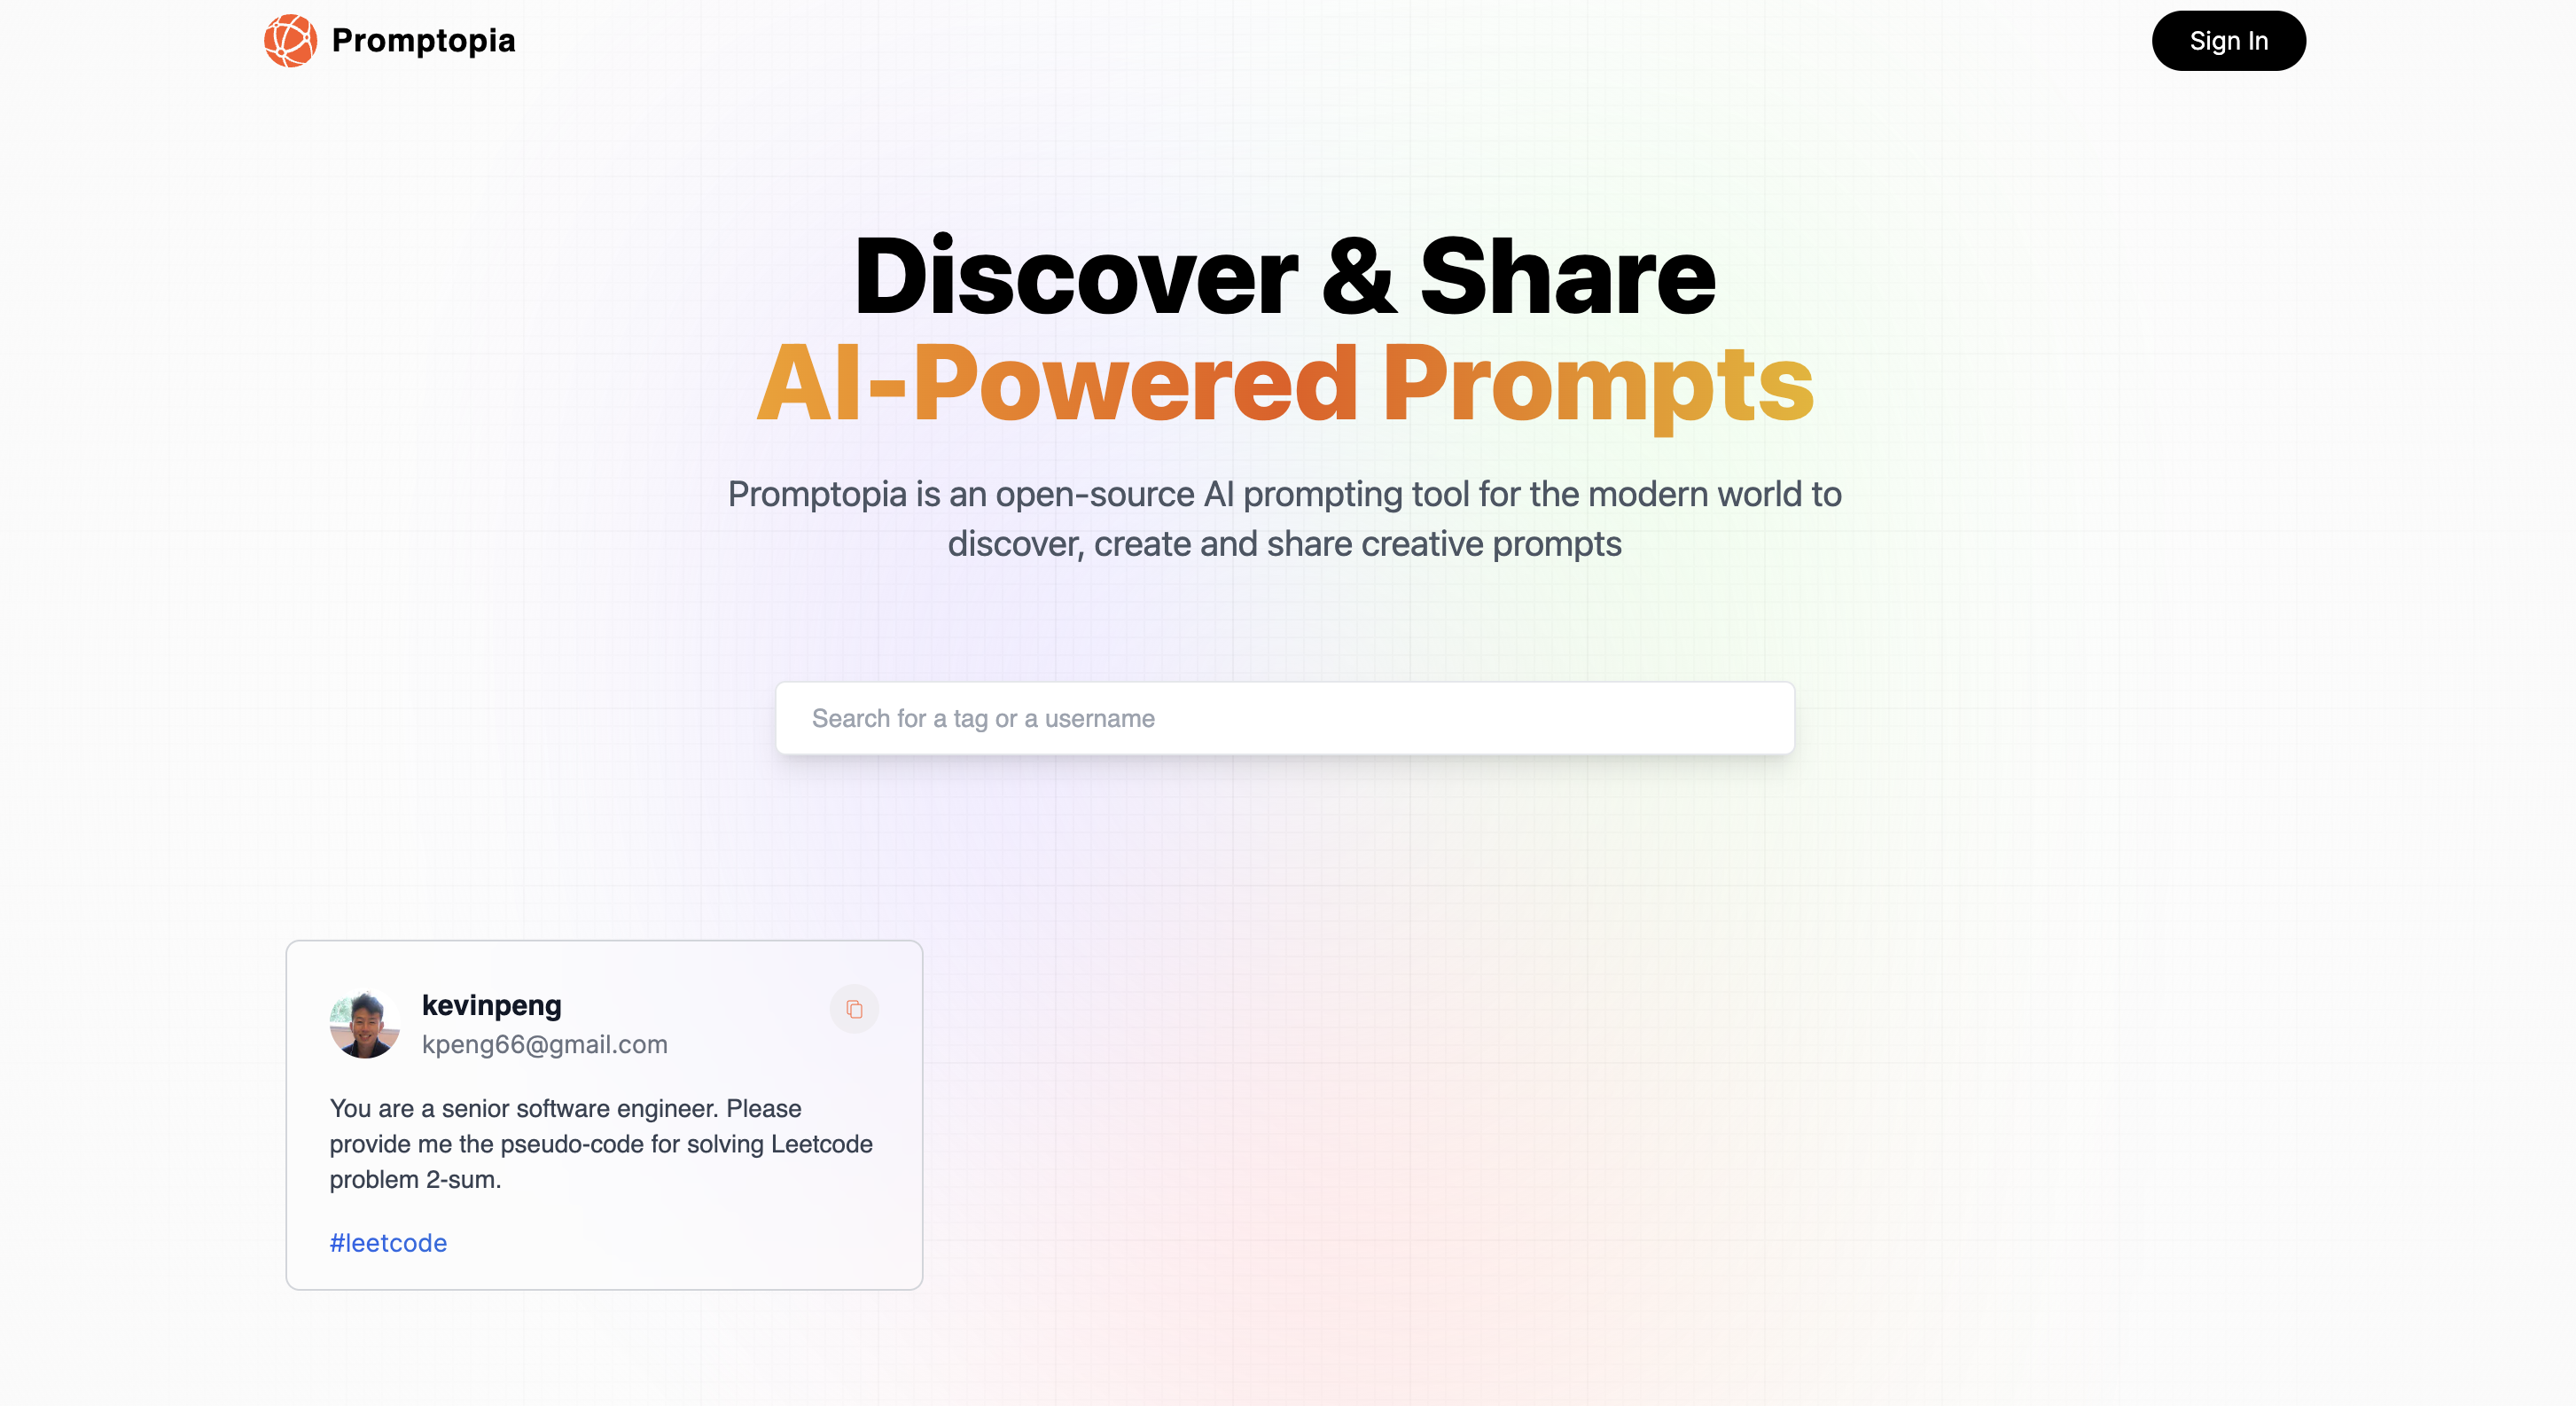 Promptopia
Sign In
Discover & Share
AI-Powered Prompts
Promptopia is an open-source AI prompting tool for the modern world to
discover, create and share creative prompts
Search for a tag or a username
kevinpeng
kpeng66@gmail.com
You are a senior software engineer. Please
provide me the pseudo-code for solving Leetcode
problem 2-sum.
#leetcode